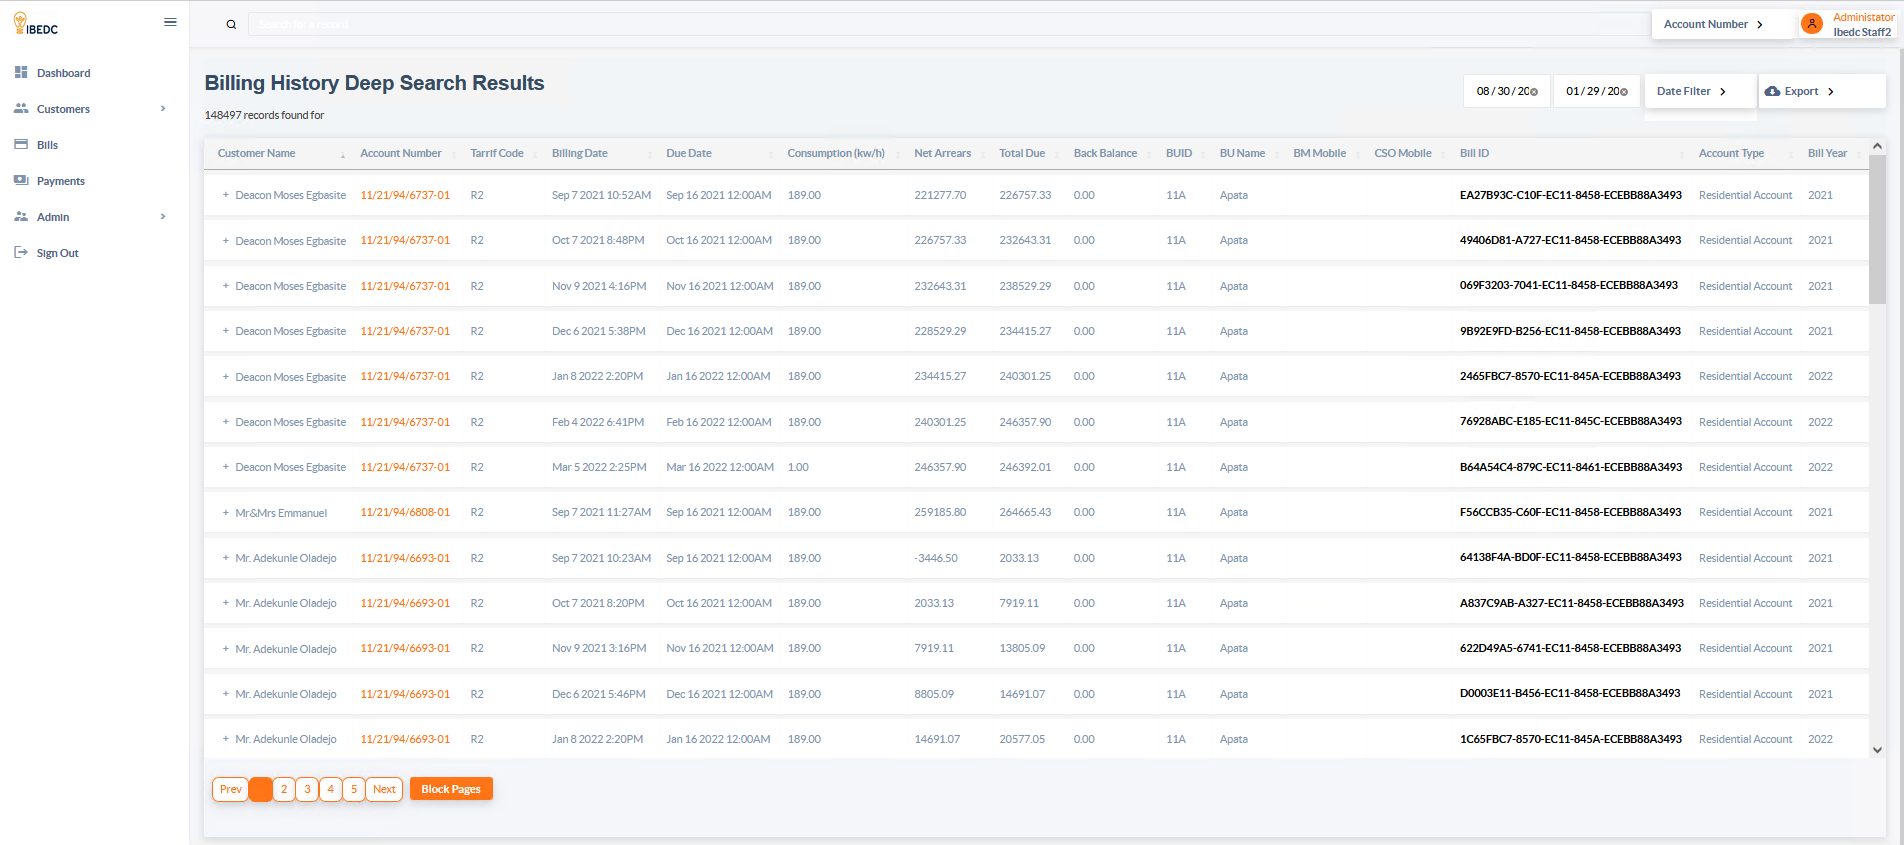 IBEDC
Account Number
Administator
Ibedc Staff2
Dashboard
Customers
Bills
Payments
Admin
Sign Out
Billing History Deep Search Results
148497 records found for
08 / 30 / 20
01 / 29 / 20
Date Filter
Export
Customer Name Account Number Tarrif Code Billing Date Due Date Consumption (kw/h) Net Arrears Total Due Back Balance BUID BU Name BM Mobile CSO Mobile Bill ID Account Type Bill Year
+ Deacon Moses Egbasite 11/21/94/6737-01 R2 Sep 7 2021 10:52AM Sep 16 2021 12:00AM 189.00 221277.70 226757.33 0.00 11A Apata EA27B93C-C10F-EC11-8458-ECEBB88A3493 Residential Account 2021
+ Deacon Moses Egbasite 11/21/94/6737-01 R2 Oct 7 2021 8:48PM Oct 16 2021 12:00AM 189.00 226757.33 232643.31 0.00 11A Apata 49406D81-A727-EC11-8458-ECEBB88A3493 Residential Account 2021
+ Deacon Moses Egbasite 11/21/94/6737-01 R2 Nov 9 2021 4:16PM Nov 16 2021 12:00AM 189.00 232643.31 238529.29 0.00 11A Apata 069F3203-7041-EC11-8458-ECEBB88A3493 Residential Account 2021
+ Deacon Moses Egbasite 11/21/94/6737-01 R2 Dec 6 2021 5:38PM Dec 16 2021 12:00AM 189.00 228529.29 234415.27 0.00 11A Apata 9B92E9FD-B256-EC11-8458-ECEBB88A3493 Residential Account 2021
+ Deacon Moses Egbasite 11/21/94/6737-01 R2 Jan 8 2022 2:20PM Jan 16 2022 12:00AM 189.00 234415.27 240301.25 0.00 11A Apata 2465FBC7-8570-EC11-845A-ECEBB88A3493 Residential Account 2022
+ Deacon Moses Egbasite 11/21/94/6737-01 R2 Feb 4 2022 6:41PM Feb 16 2022 12:00AM 189.00 240301.25 246357.90 0.00 11A Apata 76928ABC-E185-EC11-845C-ECEBB88A3493 Residential Account 2022
+ Deacon Moses Egbasite 11/21/94/6737-01 R2 Mar 5 2022 2:25PM Mar 16 2022 12:00AM 1.00 246357.90 246392.01 0.00 11A Apata B64A54C4-879C-EC11-8461-ECEBB88A3493 Residential Account 2022
+ Mr&Mrs Emmanuel 11/21/94/6808-01 R2 Sep 7 2021 11:27AM Sep 16 2021 12:00AM 189.00 259185.80 264665.43 0.00 11A Apata F56CCB35-C60F-EC11-8458-ECEBB88A3493 Residential Account 2021
+ Mr. Adekunle Oladejo 11/21/94/6693-01 R2 Sep 7 2021 10:23AM Sep 16 2021 12:00AM 189.00 -3446.50 2033.13 0.00 11A Apata 64138F4A-BD0F-EC11-8458-ECEBB88A3493 Residential Account 2021
+ Mr. Adekunle Oladejo 11/21/94/6693-01 R2 Oct 7 2021 8:20PM Oct 16 2021 12:00AM 189.00 2033.13 7919.11 0.00 11A Apata A837C9AB-A327-EC11-8458-ECEBB88A3493 Residential Account 2021
+ Mr. Adekunle Oladejo 11/21/94/6693-01 R2 Nov 9 2021 3:16PM Nov 16 2021 12:00AM 189.00 7919.11 13805.09 0.00 11A Apata 622D49A5-6741-EC11-8458-ECEBB88A3493 Residential Account 2021
+ Mr. Adekunle Oladejo 11/21/94/6693-01 R2 Dec 6 2021 5:46PM Dec 16 2021 12:00AM 189.00 8805.09 14691.07 0.00 11A Apata D0003E11-B456-EC11-8458-ECEBB88A3493 Residential Account 2021
+ Mr. Adekunle Oladejo 11/21/94/6693-01 R2 Jan 8 2022 2:20PM Jan 16 2022 12:00AM 189.00 14691.07 20577.05 0.00 11A Apata 1C65FBC7-8570-EC11-845A-ECEBB88A3493 Residential Account 2022
Prev 2 3 4 5 Next Block Pages